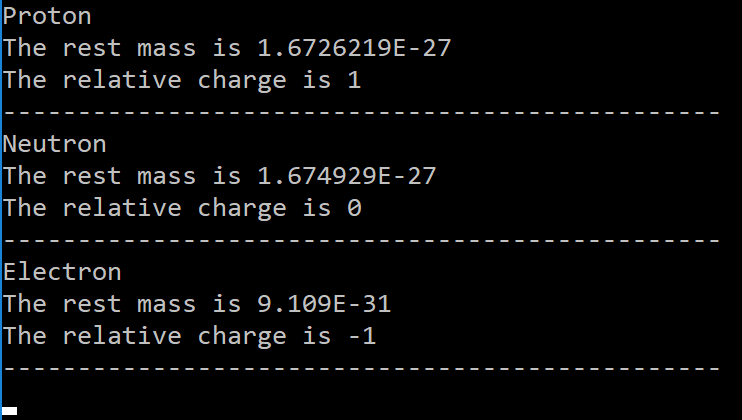 Proton
The rest mass is 1.6726219E-27
The relative charge is 1
------------------------------------------------
Neutron
The rest mass is 1.674929E-27
The relative charge is 0
------------------------------------------------
Electron
The rest mass is 9.109E-31
The relative charge is -1
------------------------------------------------